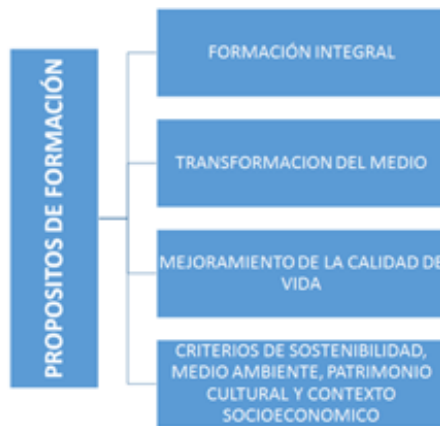 PROPOSITOS DE FORMACIÓN
FORMACIÓN INTEGRAL
TRANSFORMACION DEL MEDIO
MEJORAMIENTO DE LA CALIDAD DE
VIDA
CRITERIOS DE SOSTENIBILIDAD,
MEDIO AMBIENTE, PATRIMONIO
CULTURAL Y CONTEXTO
SOCIOECONOMICO